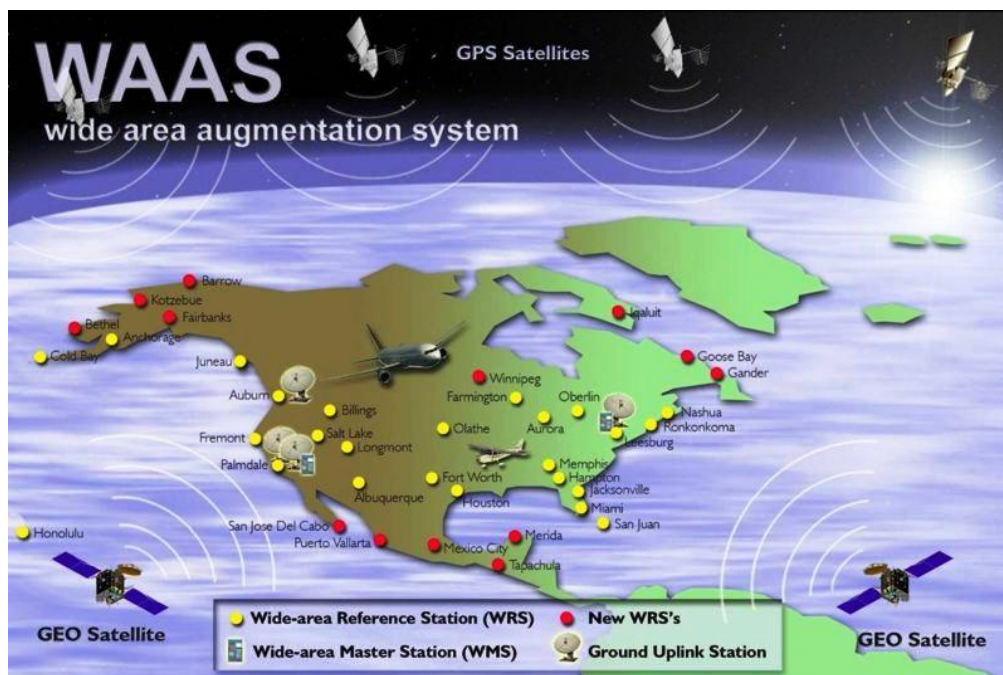 WAAS
GPS Satellites
wide area augmentation system
Barrow
Kotzebue
Fairbanks
Bethel
Anchorage
Cold Bay
Juneau
Auburn
Iqaluit
Goose Bay
Gander
Winnipeg
Farmington
Oberlin
Nashua
Ronkonkoma
Billings
Olathe
Aurora
Leesburg
Fremont
Salt Lake
Longmont
Palmdale
Memphis
Hampton
Albuquerque
Fort Worth
Houston
Jacksonville
Miami
San Juan
San Jose Del Cabo
Puerto Vallarta
Mexico City
Merida
Tapachula
Honolulu
GEO Satellite
GEO Satellite
Wide-area Reference Station (WRS)
New WRS's
Wide-area Master Station (WMS)
Ground Uplink Station